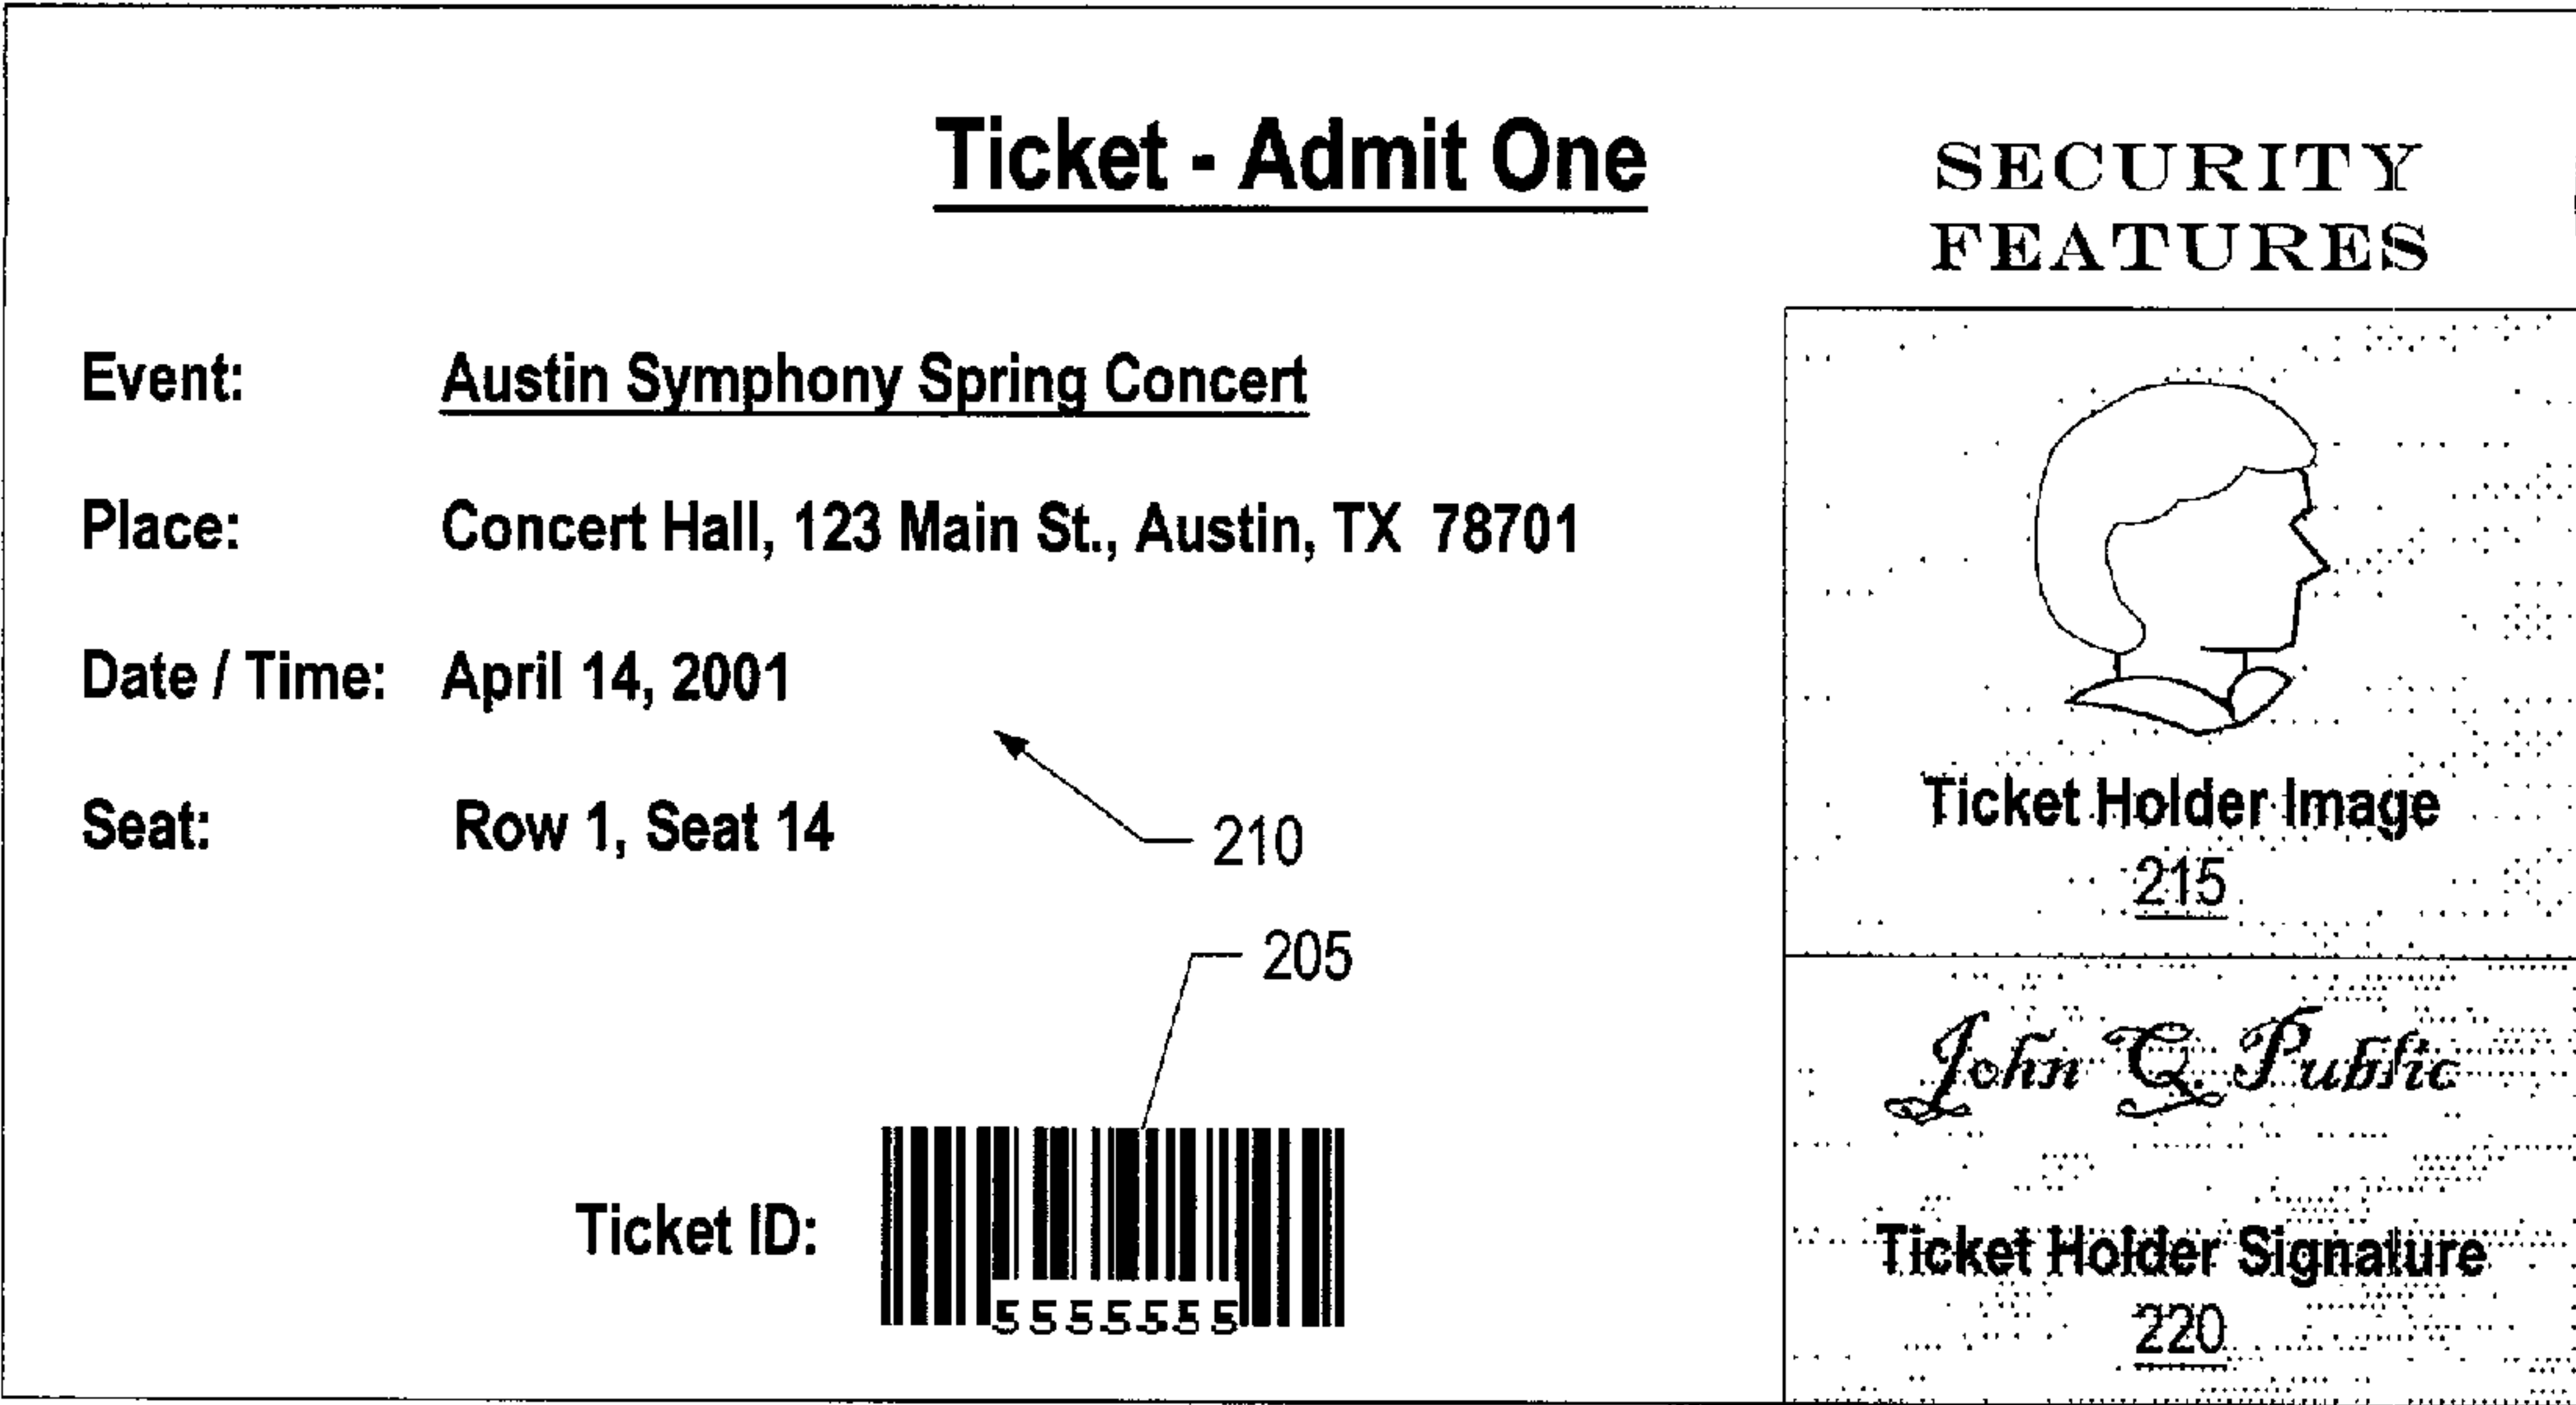 Ticket - Admit One
SECURITY
FEATURES
Event: Austin Symphony Spring Concert
Place: Concert Hall, 123 Main St., Austin, TX 78701
Date / Time: April 14, 2001
Seat: Row 1, Seat 14
210
205
Ticket ID:
5555555
Ticket Holder Image
215
John Q. Public
Ticket Holder Signature
220